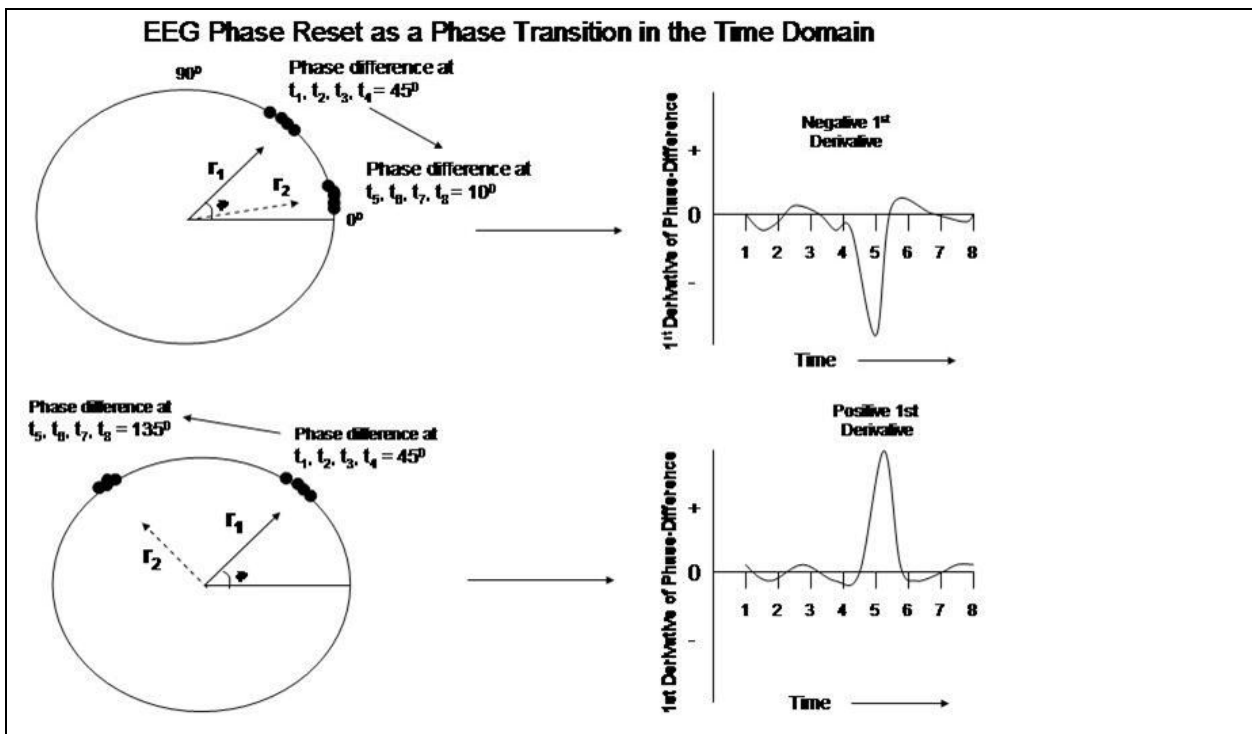 EEG Phase Reset as a Phase Transition in the Time Domain
90⁰
Phase difference at
t₁, t₂, t₃, t₄ = 45⁰
r₁
r₂
φ
0⁰
Phase difference at
t₅, t₆, t₇, t₈ = 10⁰
1ˢᵗ Derivative of Phase-Difference
+
0
-
Negative 1ˢᵗ
Derivative
1 2 3 4 5 6 7 8
Time
Phase difference at
t₅, t₆, t₇, t₈ = 135⁰
Phase difference at
t₁, t₂, t₃, t₄ = 45⁰
r₁
r₂
φ
1st Derivative of Phase-Difference
+
0
-
Positive 1st
Derivative
1 2 3 4 5 6 7 8
Time